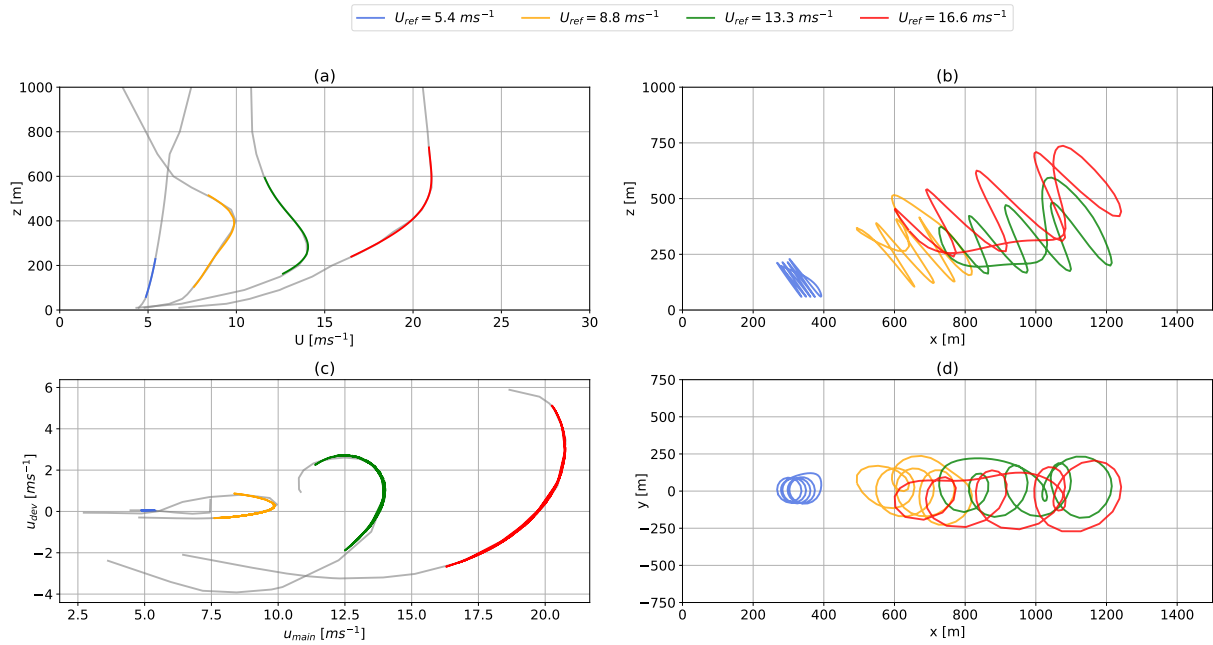 U_ref = 5.4 ms⁻¹ U_ref = 8.8 ms⁻¹ U_ref = 13.3 ms⁻¹ U_ref = 16.6 ms⁻¹
(a)
1000
800
600
400
200
0
z [m]
0 5 10 15 20 25 30
U [ms⁻¹]
(b)
1000
750
500
250
0
z [m]
0 200 400 600 800 1000 1200 1400
x [m]
(c)
6
4
2
0
−2
−4
u_dev [ms⁻¹]
2.5 5.0 7.5 10.0 12.5 15.0 17.5 20.0
u_main [ms⁻¹]
(d)
750
500
250
0
−250
−500
−750
y [m]
0 200 400 600 800 1000 1200 1400
x [m]